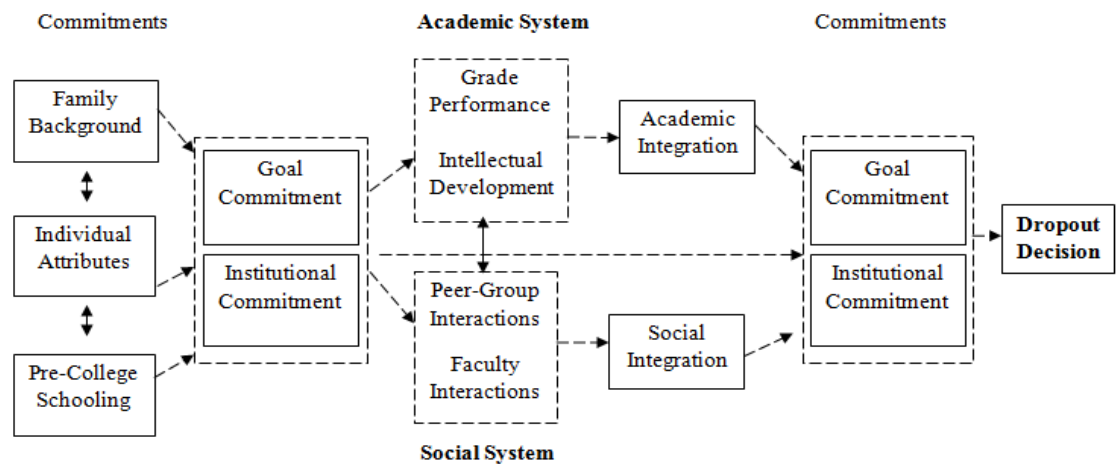 Commitments
Academic System
Commitments
Family
Background
Individual
Attributes
Pre-College
Schooling
Goal
Commitment
Institutional
Commitment
Grade
Performance
Intellectual
Development
Peer-Group
Interactions
Faculty
Interactions
Social System
Academic
Integration
Social
Integration
Goal
Commitment
Institutional
Commitment
Dropout
Decision